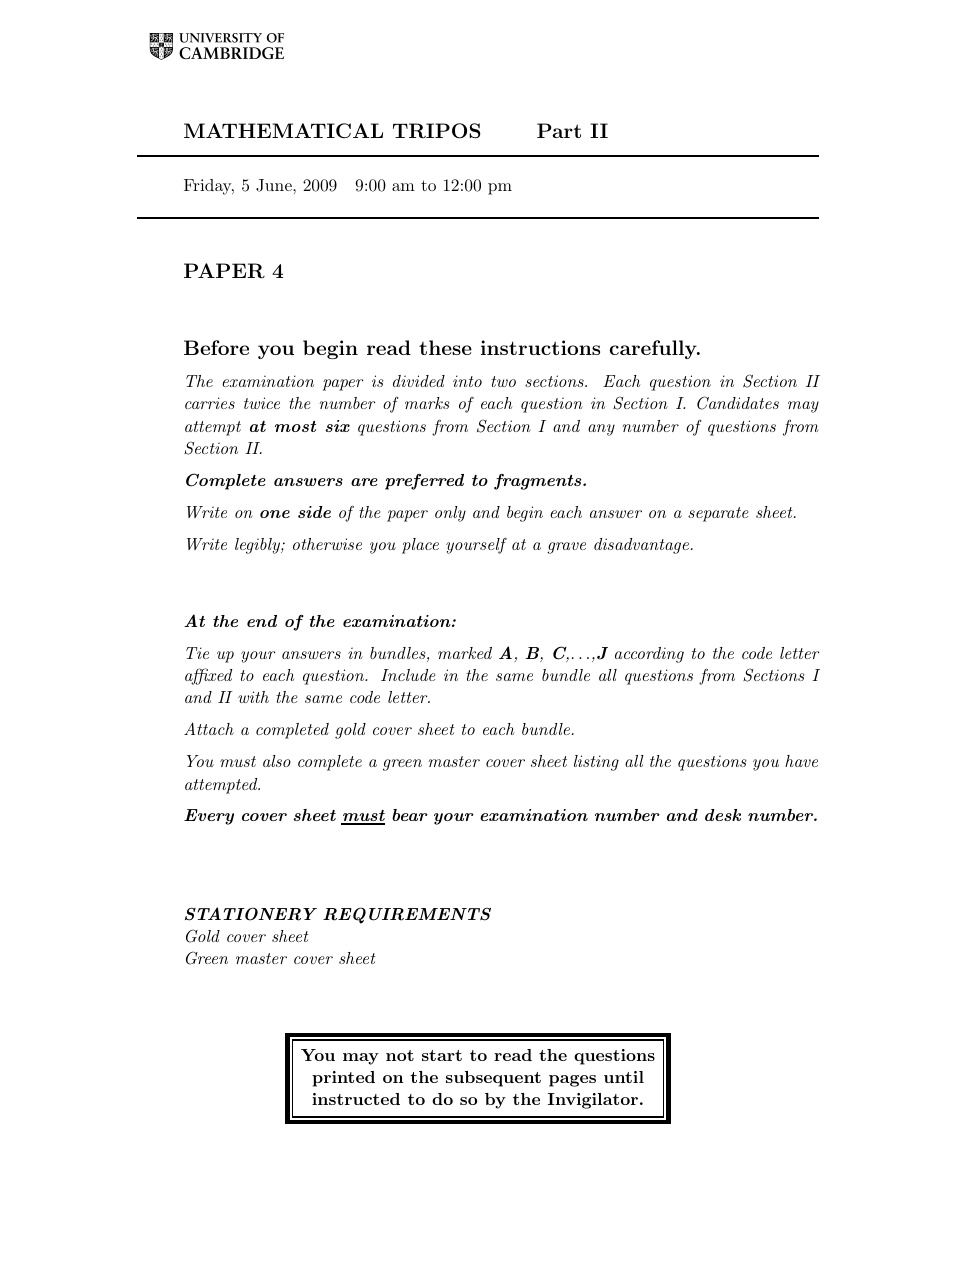 UNIVERSITY OF
CAMBRIDGE
MATHEMATICAL TRIPOS Part II
Friday, 5 June, 2009 9:00 am to 12:00 pm
PAPER 4
Before you begin read these instructions carefully.
The examination paper is divided into two sections. Each question in Section II
carries twice the number of marks of each question in Section I. Candidates may
attempt at most six questions from Section I and any number of questions from
Section II.
Complete answers are preferred to fragments.
Write on one side of the paper only and begin each answer on a separate sheet.
Write legibly; otherwise you place yourself at a grave disadvantage.
At the end of the examination:
Tie up your answers in bundles, marked A, B, C,...,J according to the code letter
affixed to each question. Include in the same bundle all questions from Sections I
and II with the same code letter.
Attach a completed gold cover sheet to each bundle.
You must also complete a green master cover sheet listing all the questions you have
attempted.
Every cover sheet must bear your examination number and desk number.
STATIONERY REQUIREMENTS
Gold cover sheet
Green master cover sheet
You may not start to read the questions
printed on the subsequent pages until
instructed to do so by the Invigilator.